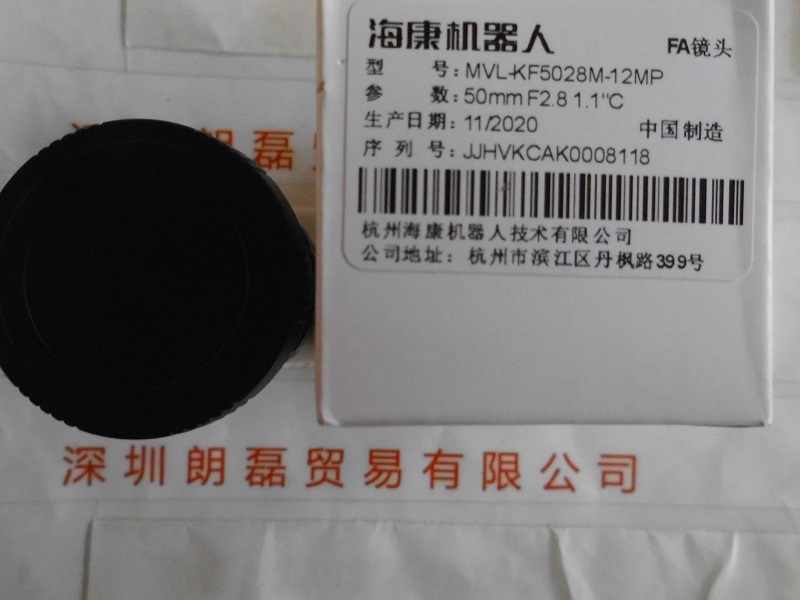 海康机器人
FA镜头
型 号: MVL-KF5028M-12MP
参 数: 50mm F2.8 1.1"C
生产日期: 11/2020
中国制造
序列号: JJHVKCAK0008118
杭州海康机器人技术有限公司
公司地址: 杭州市滨江区丹枫路399号
朗磊
深圳朗磊贸易有限公司